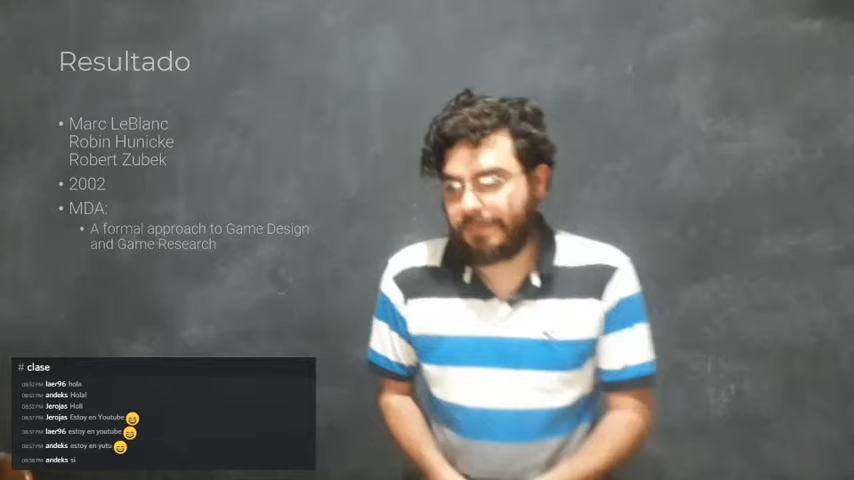 Resultado
• Marc LeBlanc
Robin Hunicke
Robert Zubek
• 2002
• MDA:
• A formal approach to Game Design
and Game Research
# clase
laer96 hola
andeks Hola!
Jerojas Holi
Jerojas Estoy en Youtube
laer96 estoy en youtube
andeks estoy en yutu
andeks si